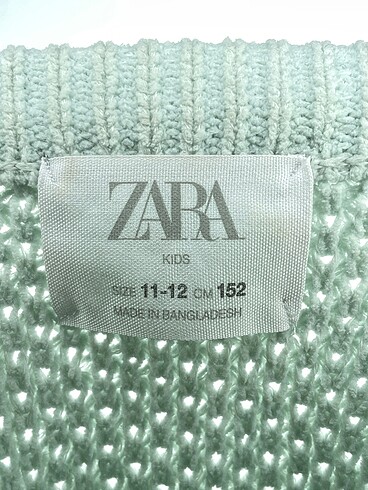 ZARA
KIDS
SIZE 11-12 CM 152
MADE IN BANGLADESH